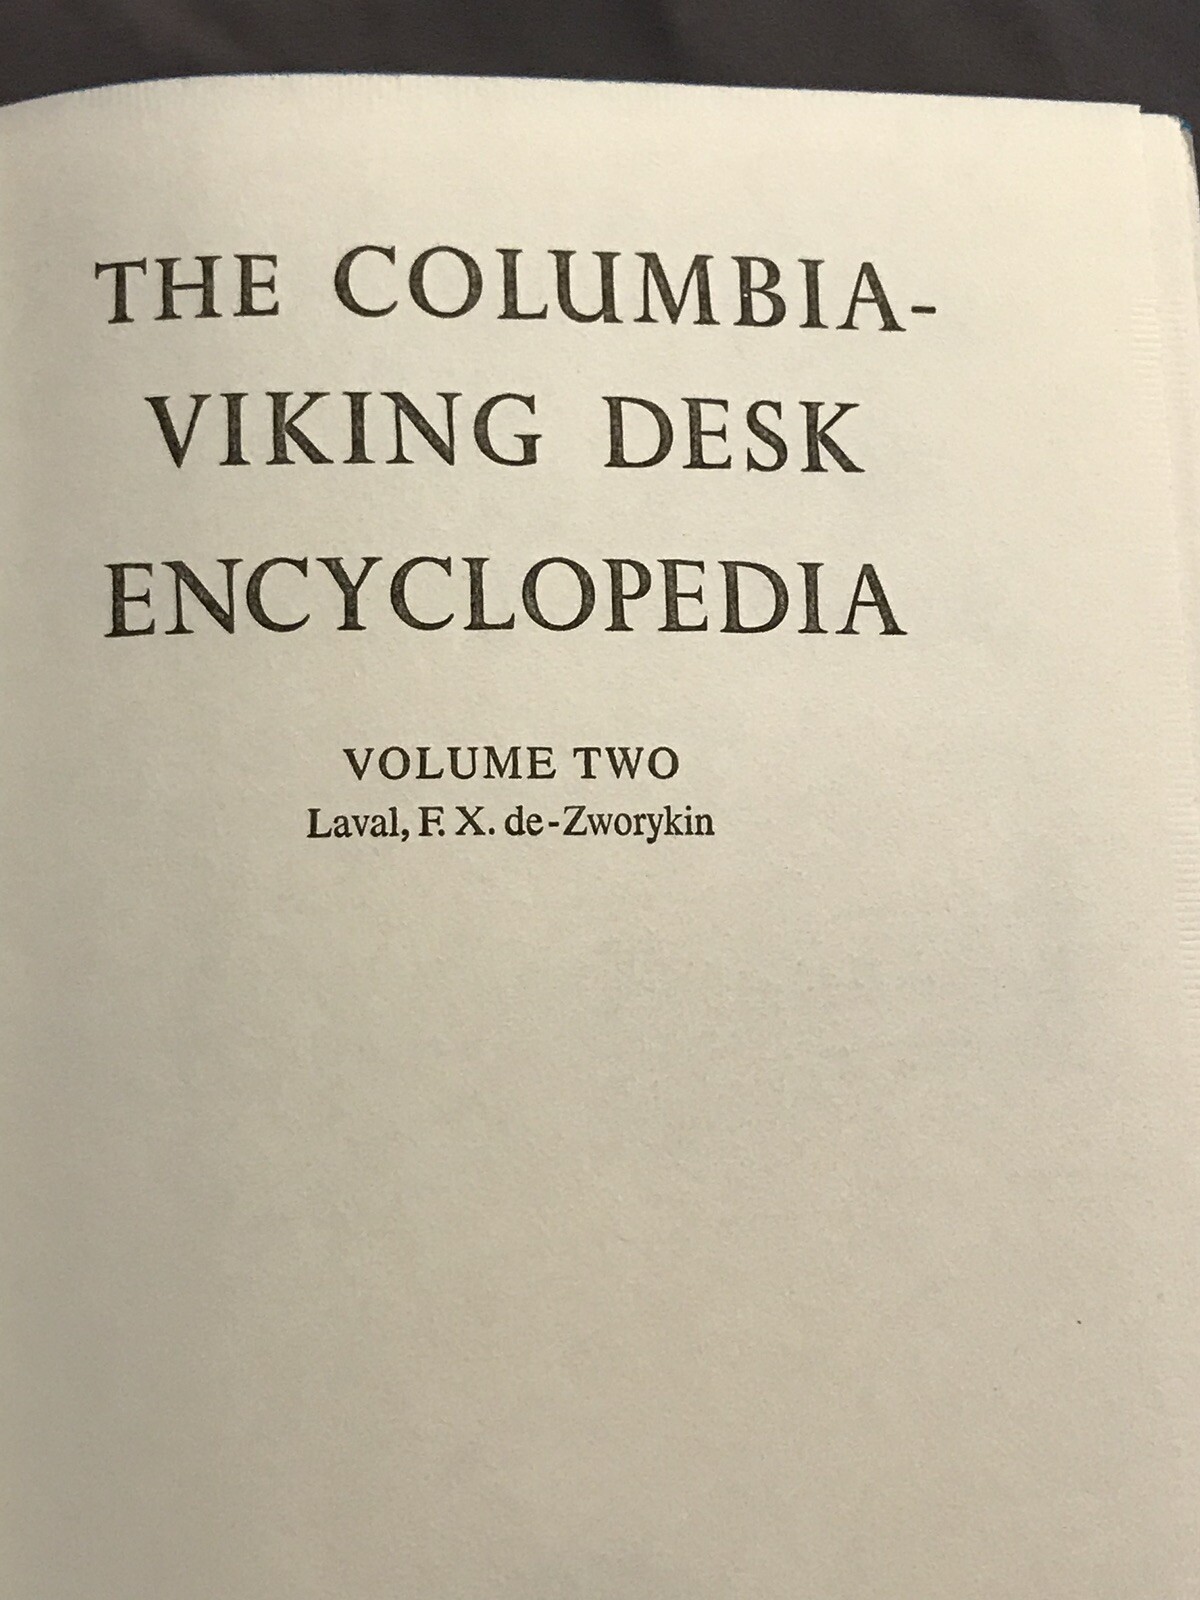 THE COLUMBIA-
VIKING DESK
ENCYCLOPEDIA
VOLUME TWO
Laval, F. X. de-Zworykin